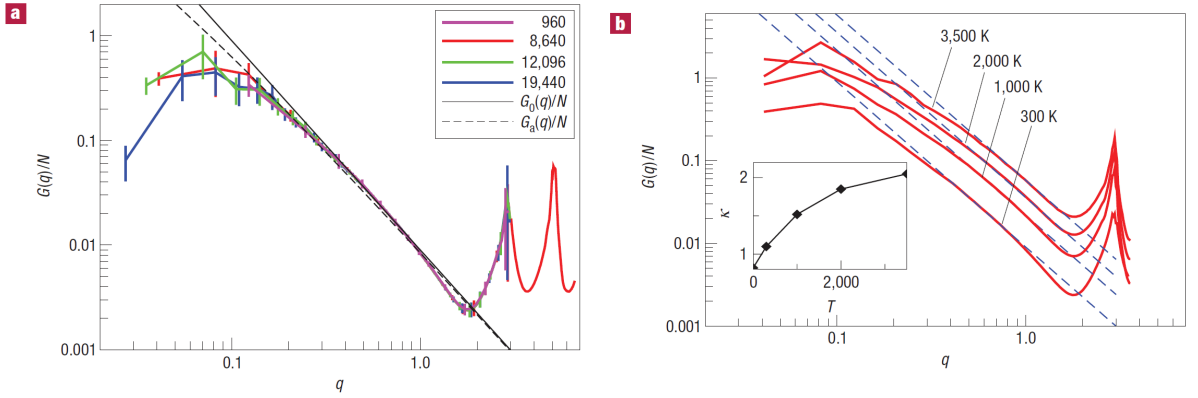 a
1
0.1
0.01
0.001
G(q)/N
0.1
1.0
q
960
8,640
12,096
19,440
G₀(q)/N
Gₐ(q)/N
b
1
0.1
0.01
0.001
G(q)/N
0.1
1.0
q
3,500 K
2,000 K
1,000 K
300 K
2
1
κ
0
2,000
T